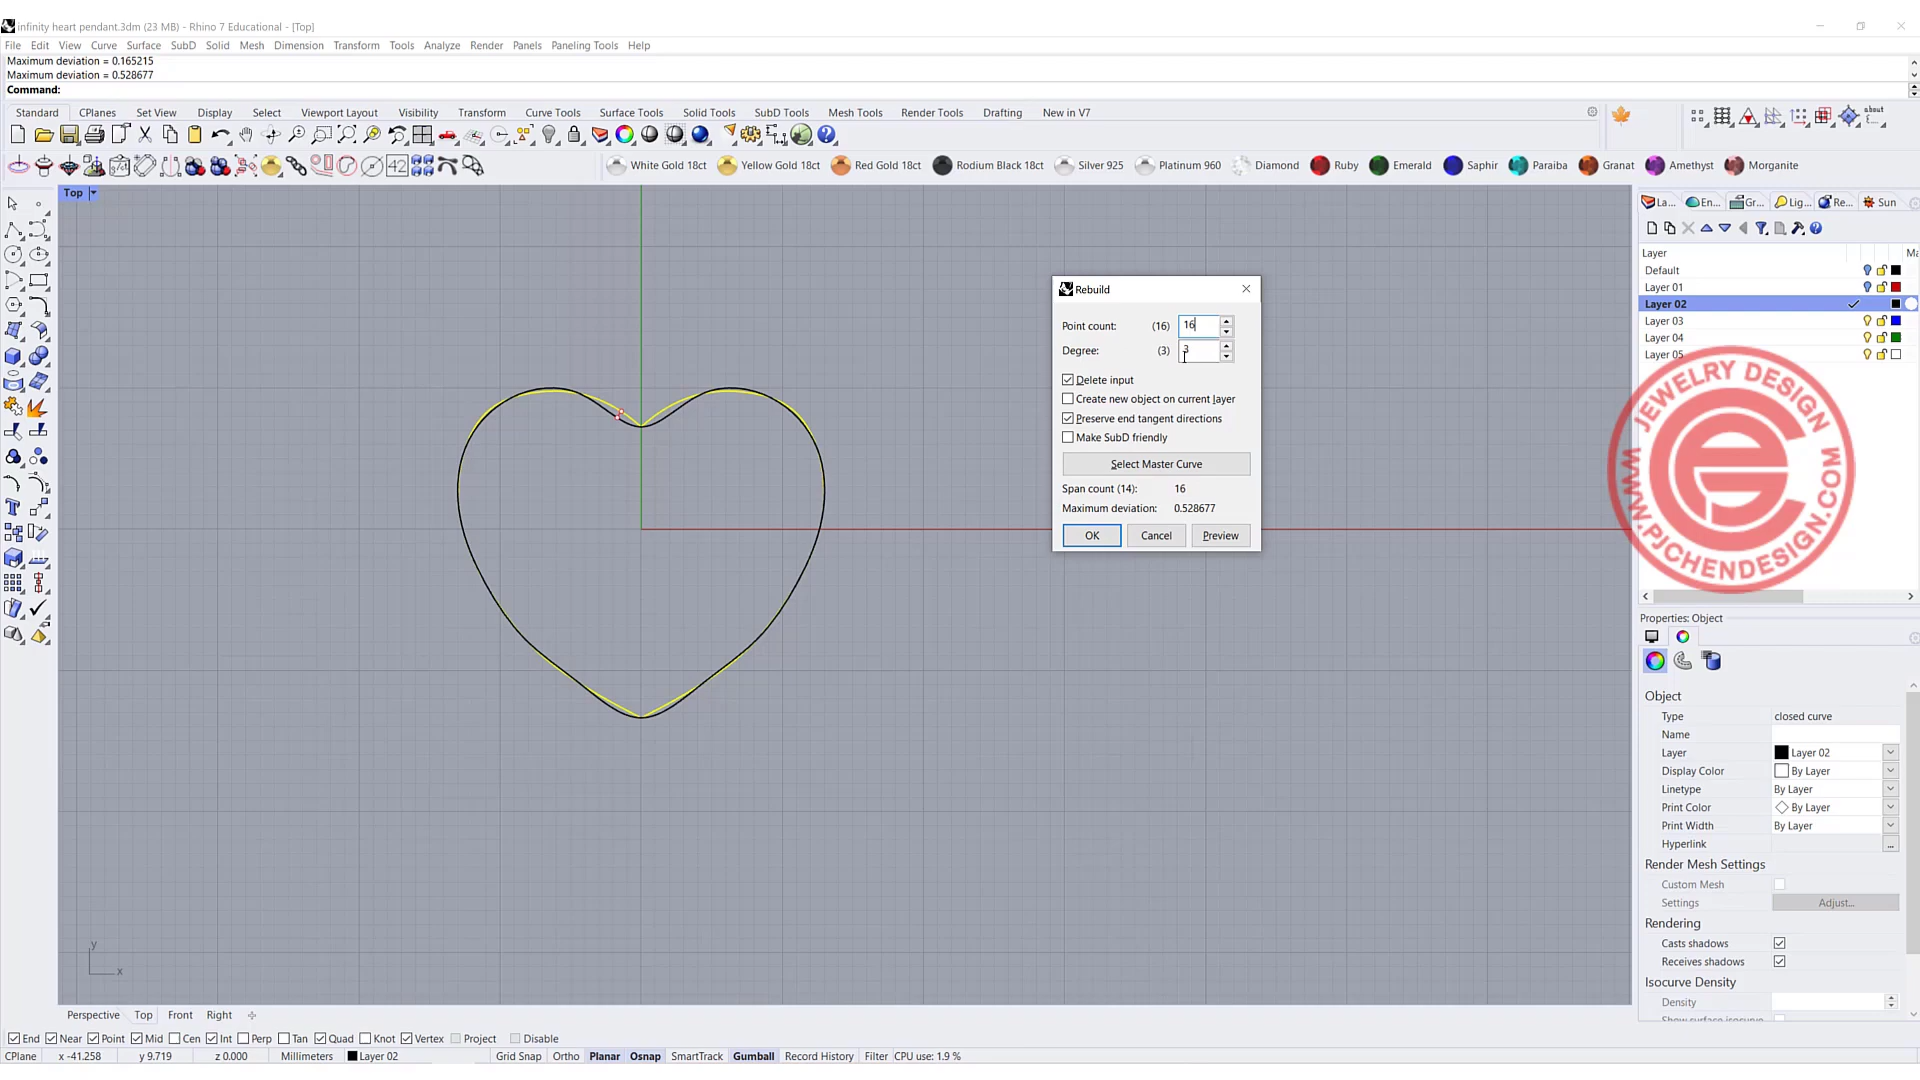 infinity heart pendant.3dm (23 MB) - Rhino 7 Educational - [Top]
File Edit View Curve Surface SubD Solid Mesh Dimension Transform Tools Analyze Render Panels Paneling Tools Help
Maximum deviation = 0.165215
Maximum deviation = 0.528677
Command:
Standard CPlanes Set View Display Select Viewport Layout Visibility Transform Curve Tools Surface Tools Solid Tools SubD Tools Mesh Tools Render Tools Drafting New in V7
about
White Gold 18ct Yellow Gold 18ct Red Gold 18ct Rodium Black 18ct Silver 925 Platinum 960 Diamond Ruby Emerald Saphir Paraiba Granat Amethyst Morganite
Top
La... En... Gr... Lig... Re... Sun
Layer
Default
Layer 01
Layer 02
Layer 03
Layer 04
Layer 05
Rebuild
Point count: (16) 16
Degree: (3) 3
Delete input
Create new object on current layer
Preserve end tangent directions
Make SubD friendly
Select Master Curve
Span count (14): 16
Maximum deviation: 0.528677
OK Cancel Preview
JEWELRY DESIGN
WWW.PJCHENDESIGN.COM
Properties: Object
Object
Type closed curve
Name
Layer Layer 02
Display Color By Layer
Linetype By Layer
Print Color By Layer
Print Width By Layer
Hyperlink ...
Render Mesh Settings
Custom Mesh
Settings Adjust...
Rendering
Casts shadows
Receives shadows
Isocurve Density
Density
y
x
Perspective Top Front Right
End Near Point Mid Cen Int Perp Tan Quad Knot Vertex Project Disable
CPlane x -41.258 y 9.719 z 0.000 Millimeters Layer 02 Grid Snap Ortho Planar Osnap SmartTrack Gumball Record History Filter CPU use: 1.9 %